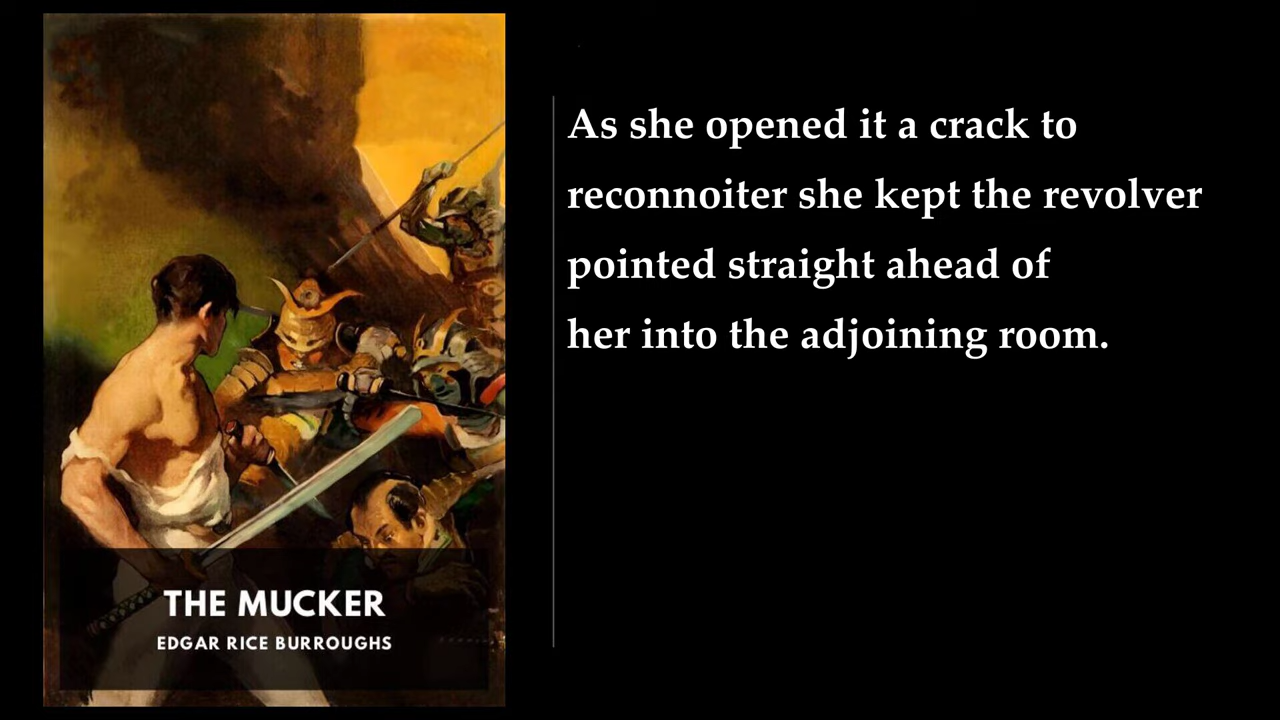 As she opened it a crack to
reconnoiter she kept the revolver
pointed straight ahead of
her into the adjoining room.
THE MUCKER
EDGAR RICE BURROUGHS